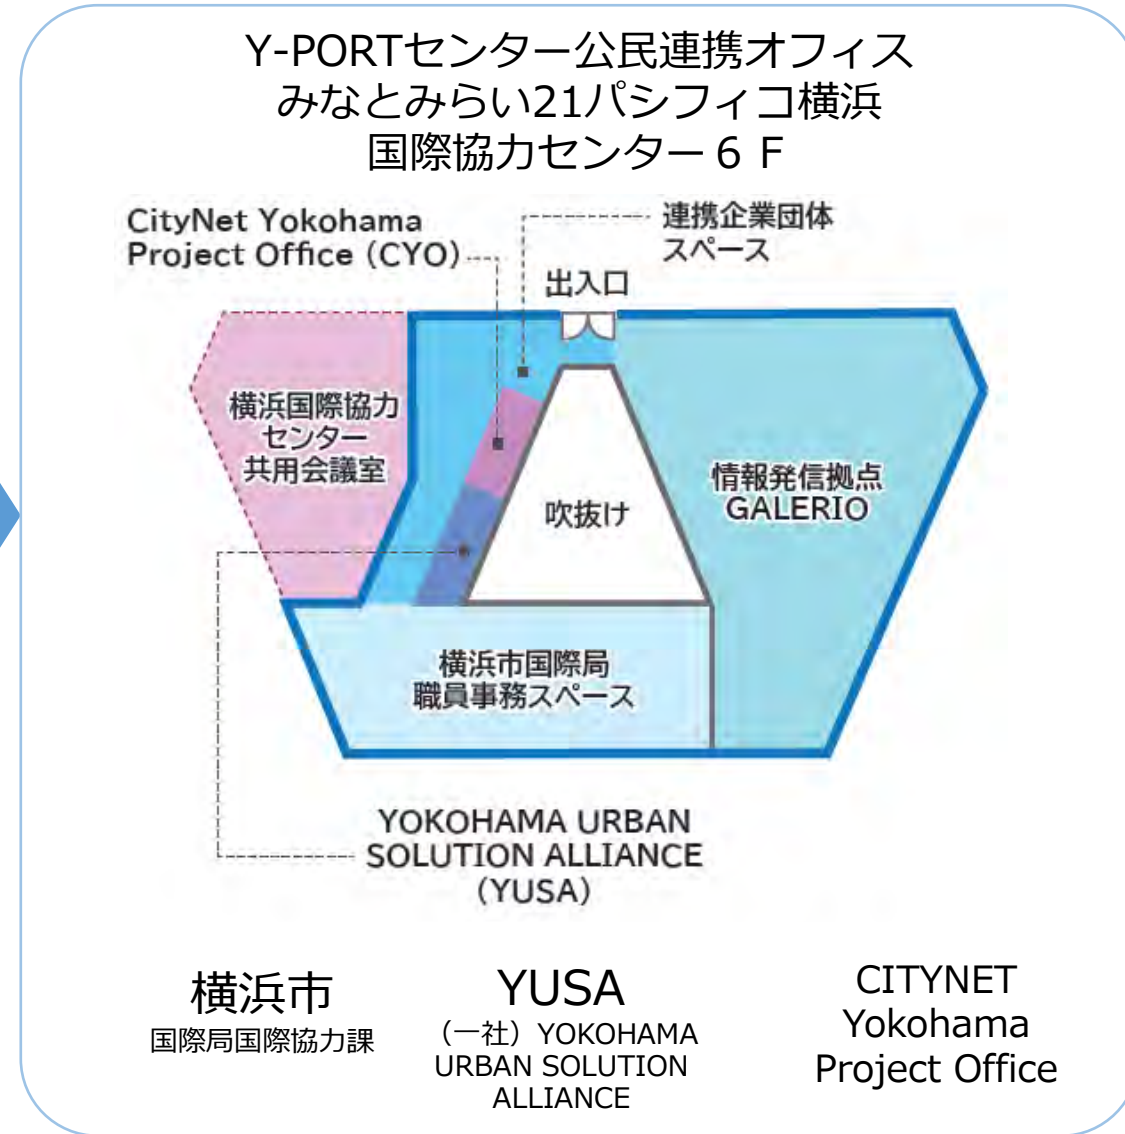 Y-PORTセンター公民連携オフィス
みなとみらい21パシフィコ横浜
国際協力センター６Ｆ
CityNet Yokohama
Project Office (CYO)
連携企業団体
スペース
出入口
横浜国際協力
センター
共用会議室
吹抜け
情報発信拠点
GALERIO
横浜市国際局
職員事務スペース
YOKOHAMA URBAN
SOLUTION ALLIANCE
(YUSA)
横浜市
国際局国際協力課
YUSA
（一社）YOKOHAMA
URBAN SOLUTION
ALLIANCE
CITYNET
Yokohama
Project Office